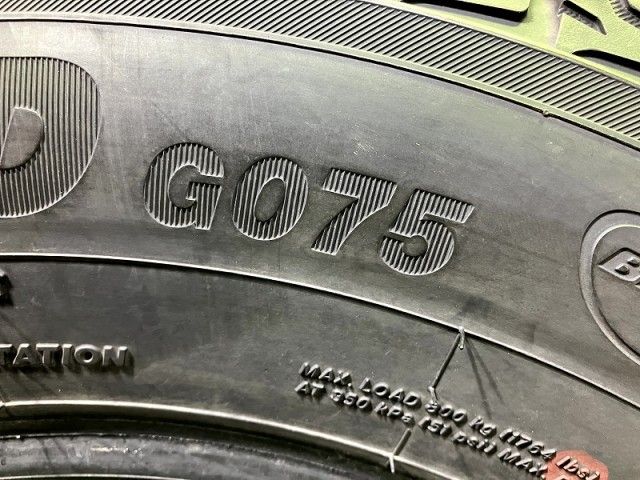 D G075
B
TATION
MAX. LOAD 800 kg (1764 lbs)
AT 350 kPa (51 psi) MAX.